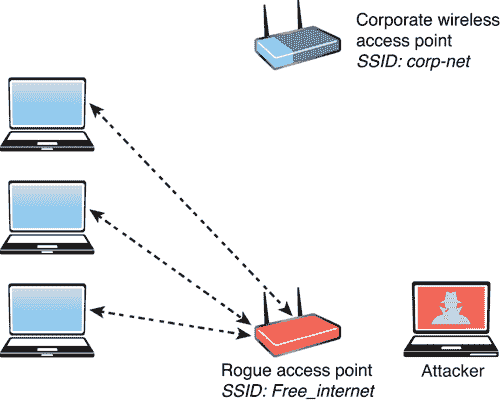 Corporate wireless
access point
SSID: corp-net
Rogue access point
SSID: Free_internet
Attacker